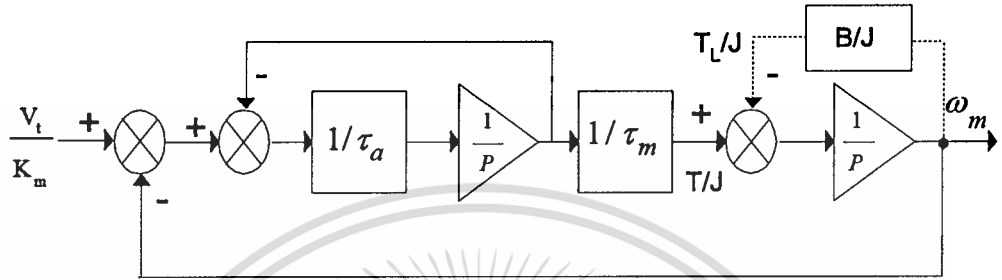 V_t / K_m
+
-
+
-
1/τ_a
1/P
1/τ_m
+
T/J
T_L/J
-
B/J
1/P
ω_m